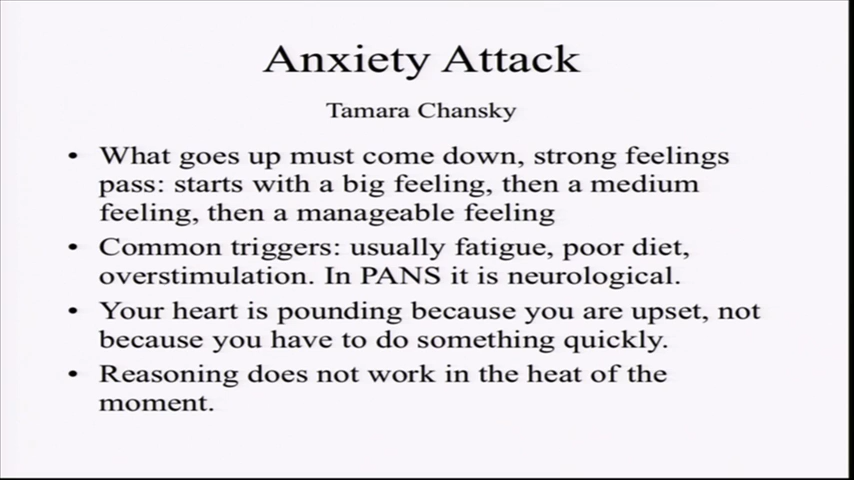 Anxiety Attack
Tamara Chansky
• What goes up must come down, strong feelings
pass: starts with a big feeling, then a medium
feeling, then a manageable feeling
• Common triggers: usually fatigue, poor diet,
overstimulation. In PANS it is neurological.
• Your heart is pounding because you are upset, not
because you have to do something quickly.
• Reasoning does not work in the heat of the
moment.